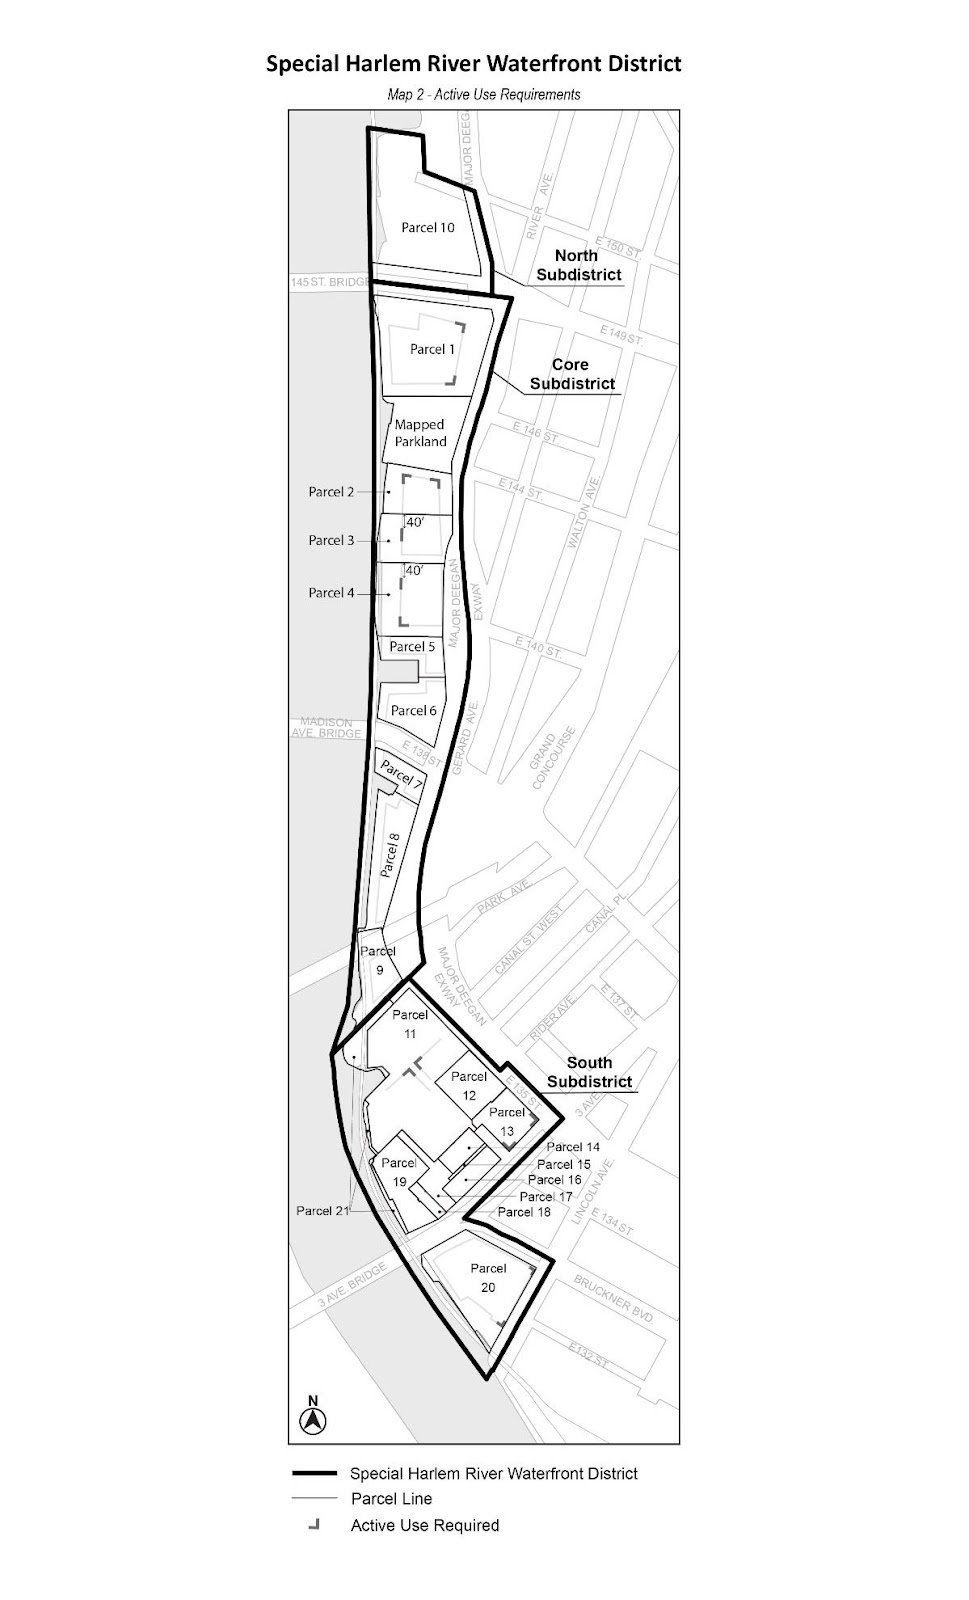 Special Harlem River Waterfront District
Map 2 - Active Use Requirements
MAJOR DEEG
RIVER AVE.
E 150 ST.
Parcel 10
North
Subdistrict
145 ST. BRIDGE
E 149 ST.
Parcel 1
Core
Subdistrict
Mapped
Parkland
E 146 ST.
E 144 ST.
WALTON AVE.
Parcel 2
40'
Parcel 3
40'
Parcel 4
MAJOR DEEGAN
EXWAY
E 140 ST.
Parcel 5
Parcel 6
MADISON
AVE. BRIDGE
E 138 ST
GERARD AVE.
GRAND
CONCOURSE
Parcel 7
Parcel 8
PARK AVE.
CANAL ST. WEST
CANAL PL.
Parcel
9
MAJOR DEEGAN
EXWAY
E 137 ST
RIDER AVE.
Parcel
11
South
Subdistrict
Parcel
12
E 135 ST
3 AVE.
Parcel
13
Parcel 14
Parcel 15
Parcel 16
Parcel 17
Parcel 18
Parcel
19
Parcel 21
LINCOLN AVE.
E 134 ST
3 AVE. BRIDGE
Parcel
20
BRUCKNER BVD.
E132 ST
N
Special Harlem River Waterfront District
Parcel Line
Active Use Required